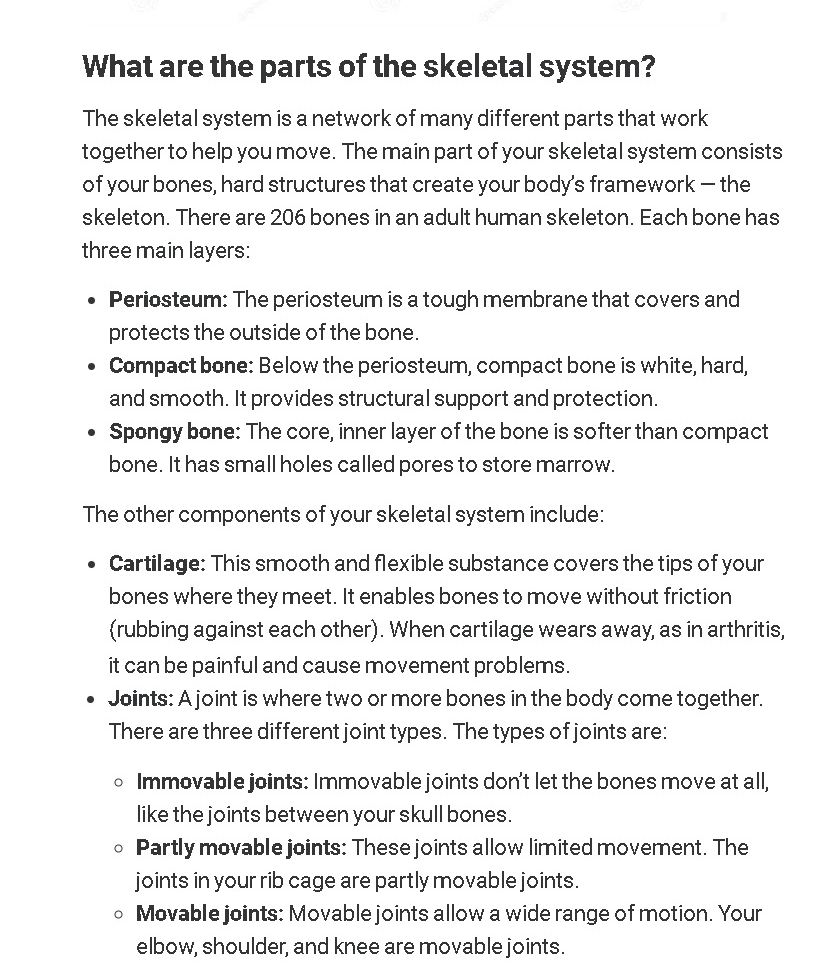 What are the parts of the skeletal system?
The skeletal system is a network of many different parts that work
together to help you move. The main part of your skeletal system consists
of your bones, hard structures that create your body's framework — the
skeleton. There are 206 bones in an adult human skeleton. Each bone has
three main layers:
• Periosteum: The periosteum is a tough membrane that covers and
protects the outside of the bone.
• Compact bone: Below the periosteum, compact bone is white, hard,
and smooth. It provides structural support and protection.
• Spongy bone: The core, inner layer of the bone is softer than compact
bone. It has small holes called pores to store marrow.
The other components of your skeletal system include:
• Cartilage: This smooth and flexible substance covers the tips of your
bones where they meet. It enables bones to move without friction
(rubbing against each other). When cartilage wears away, as in arthritis,
it can be painful and cause movement problems.
• Joints: A joint is where two or more bones in the body come together.
There are three different joint types. The types of joints are:
◦ Immovable joints: Immovable joints don't let the bones move at all,
like the joints between your skull bones.
◦ Partly movable joints: These joints allow limited movement. The
joints in your rib cage are partly movable joints.
◦ Movable joints: Movable joints allow a wide range of motion. Your
elbow, shoulder, and knee are movable joints.